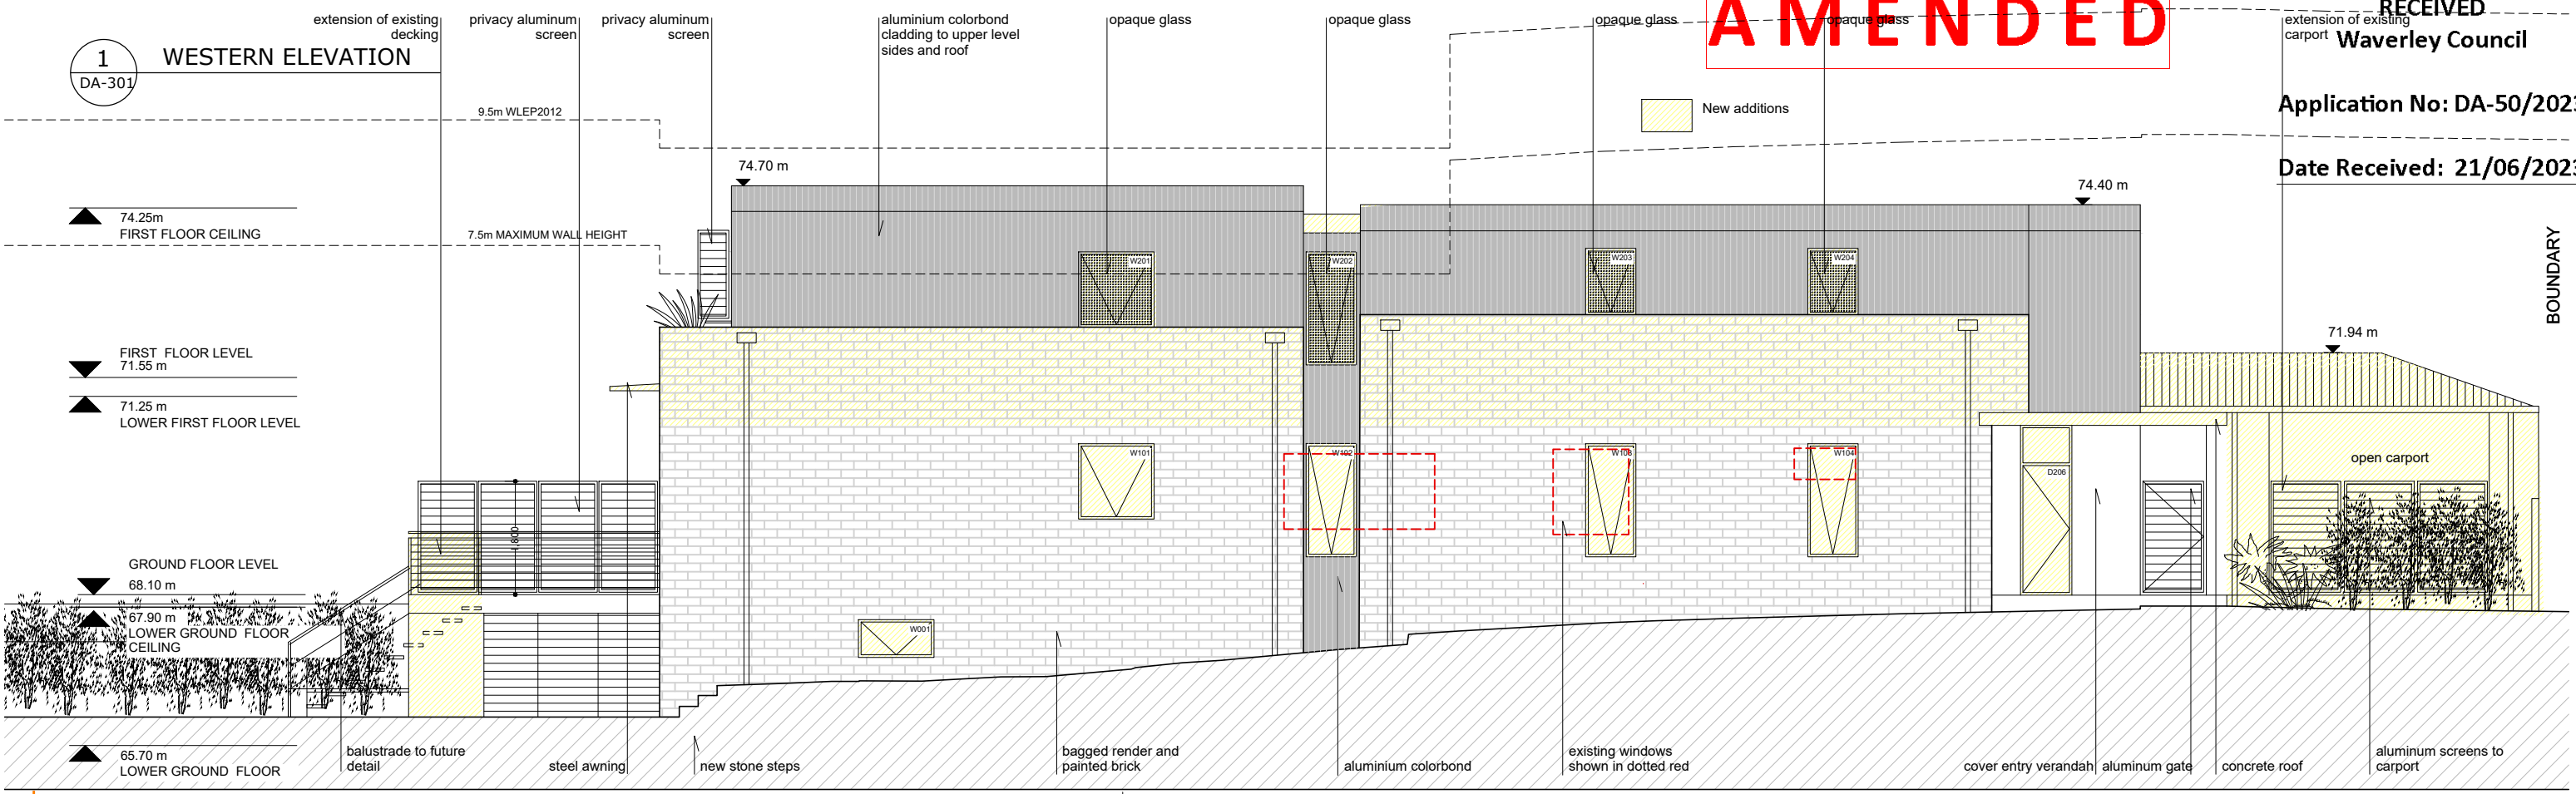 extension of existing
decking
privacy aluminum
screen
privacy aluminum
screen
aluminium colorbond
cladding to upper level
sides and roof
opaque glass
opaque glass
opaque glass
opaque glass
AMENDED
extension of existing
carport
RECEIVED
Waverley Council
Application No: DA-50/2023
Date Received: 21/06/2023
1
DA-301
WESTERN ELEVATION
New additions
9.5m WLEP2012
74.70 m
74.40 m
74.25m
FIRST FLOOR CEILING
7.5m MAXIMUM WALL HEIGHT
BOUNDARY
W201
W202
W203
W204
71.94 m
FIRST FLOOR LEVEL
71.55 m
71.25 m
LOWER FIRST FLOOR LEVEL
W101
W102
W103
W104
D206
open carport
1,800
GROUND FLOOR LEVEL
68.10 m
67.90 m
LOWER GROUND FLOOR
CEILING
W001
65.70 m
LOWER GROUND FLOOR
balustrade to future
detail
steel awning
new stone steps
bagged render and
painted brick
aluminium colorbond
existing windows
shown in dotted red
cover entry verandah
aluminum gate
concrete roof
aluminum screens to
carport